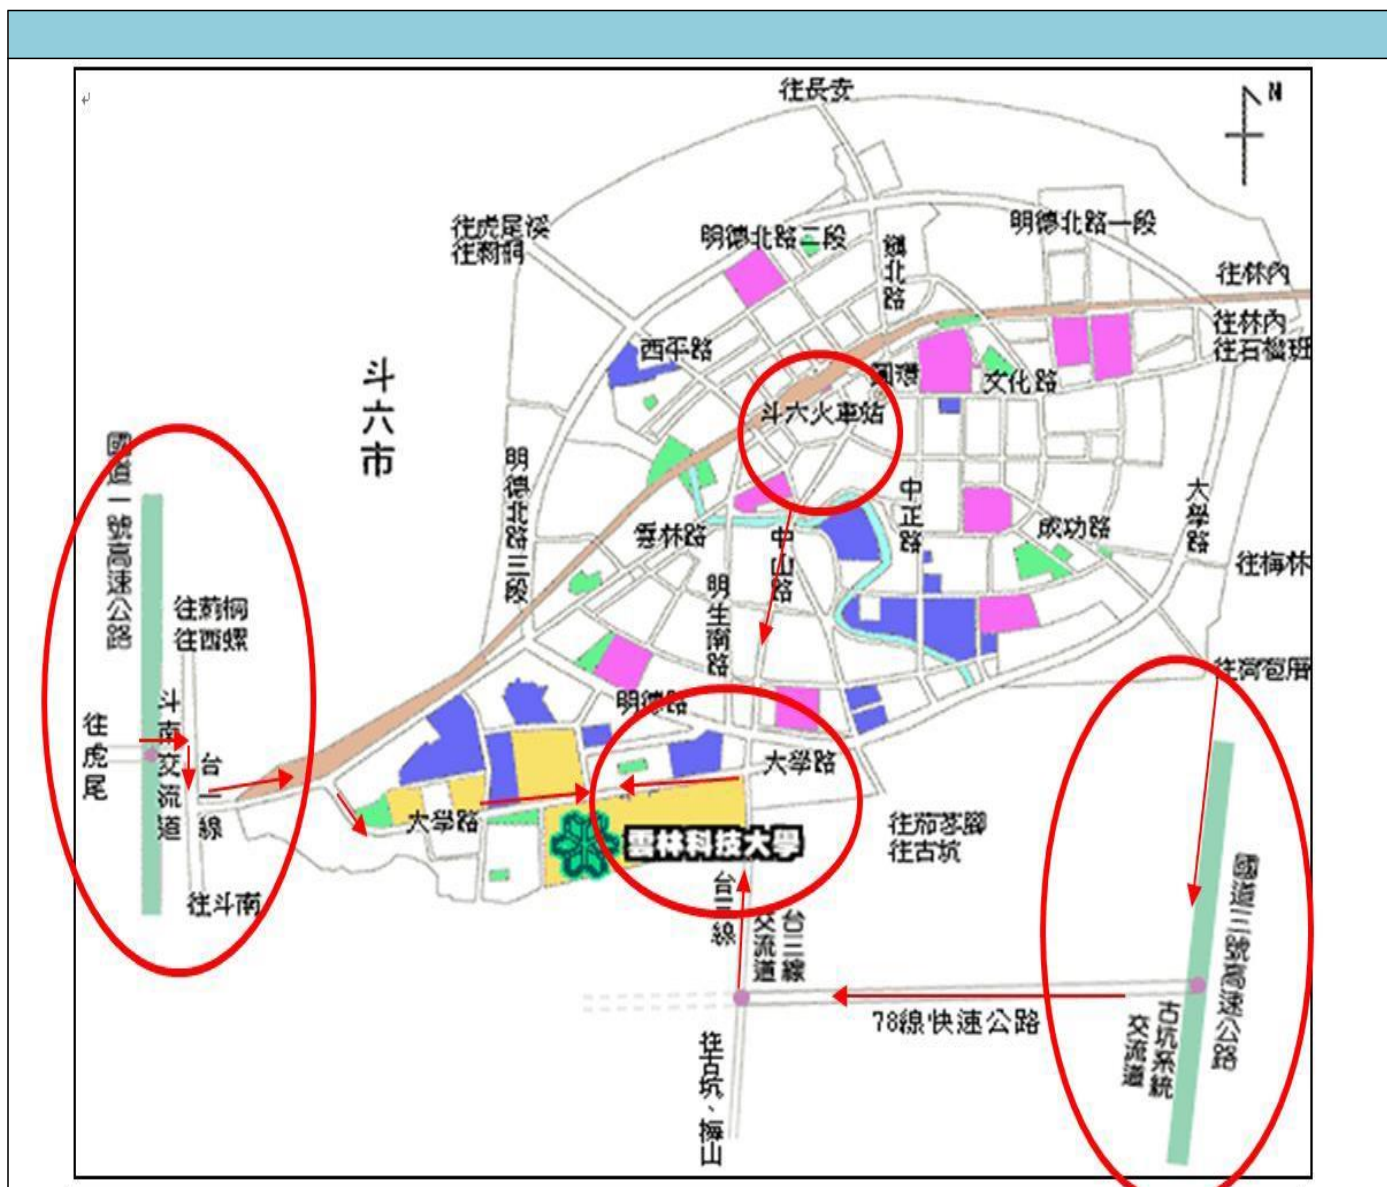 往長安
N
往虎尾溪
往莿桐
明德北路二段
明德北路一段
鎮北路
往林內
往林內
往石榴班
西平路
圓環
文化路
斗六市
斗六火車站
國道一號高速公路
明德北路三段
中正路
大學路
雲林路
中山路
成功路
往梅林
明生南路
往莿桐
往西螺
往荷包厝
明德路
往虎尾
斗南交流道
台一線
大學路
大學路
雲林科技大學
往茄苳腳
往古坑
往斗南
台三線
台三線
交流道
國道三號高速公路
78線快速公路
古坑系統
交流道
往古坑、梅山